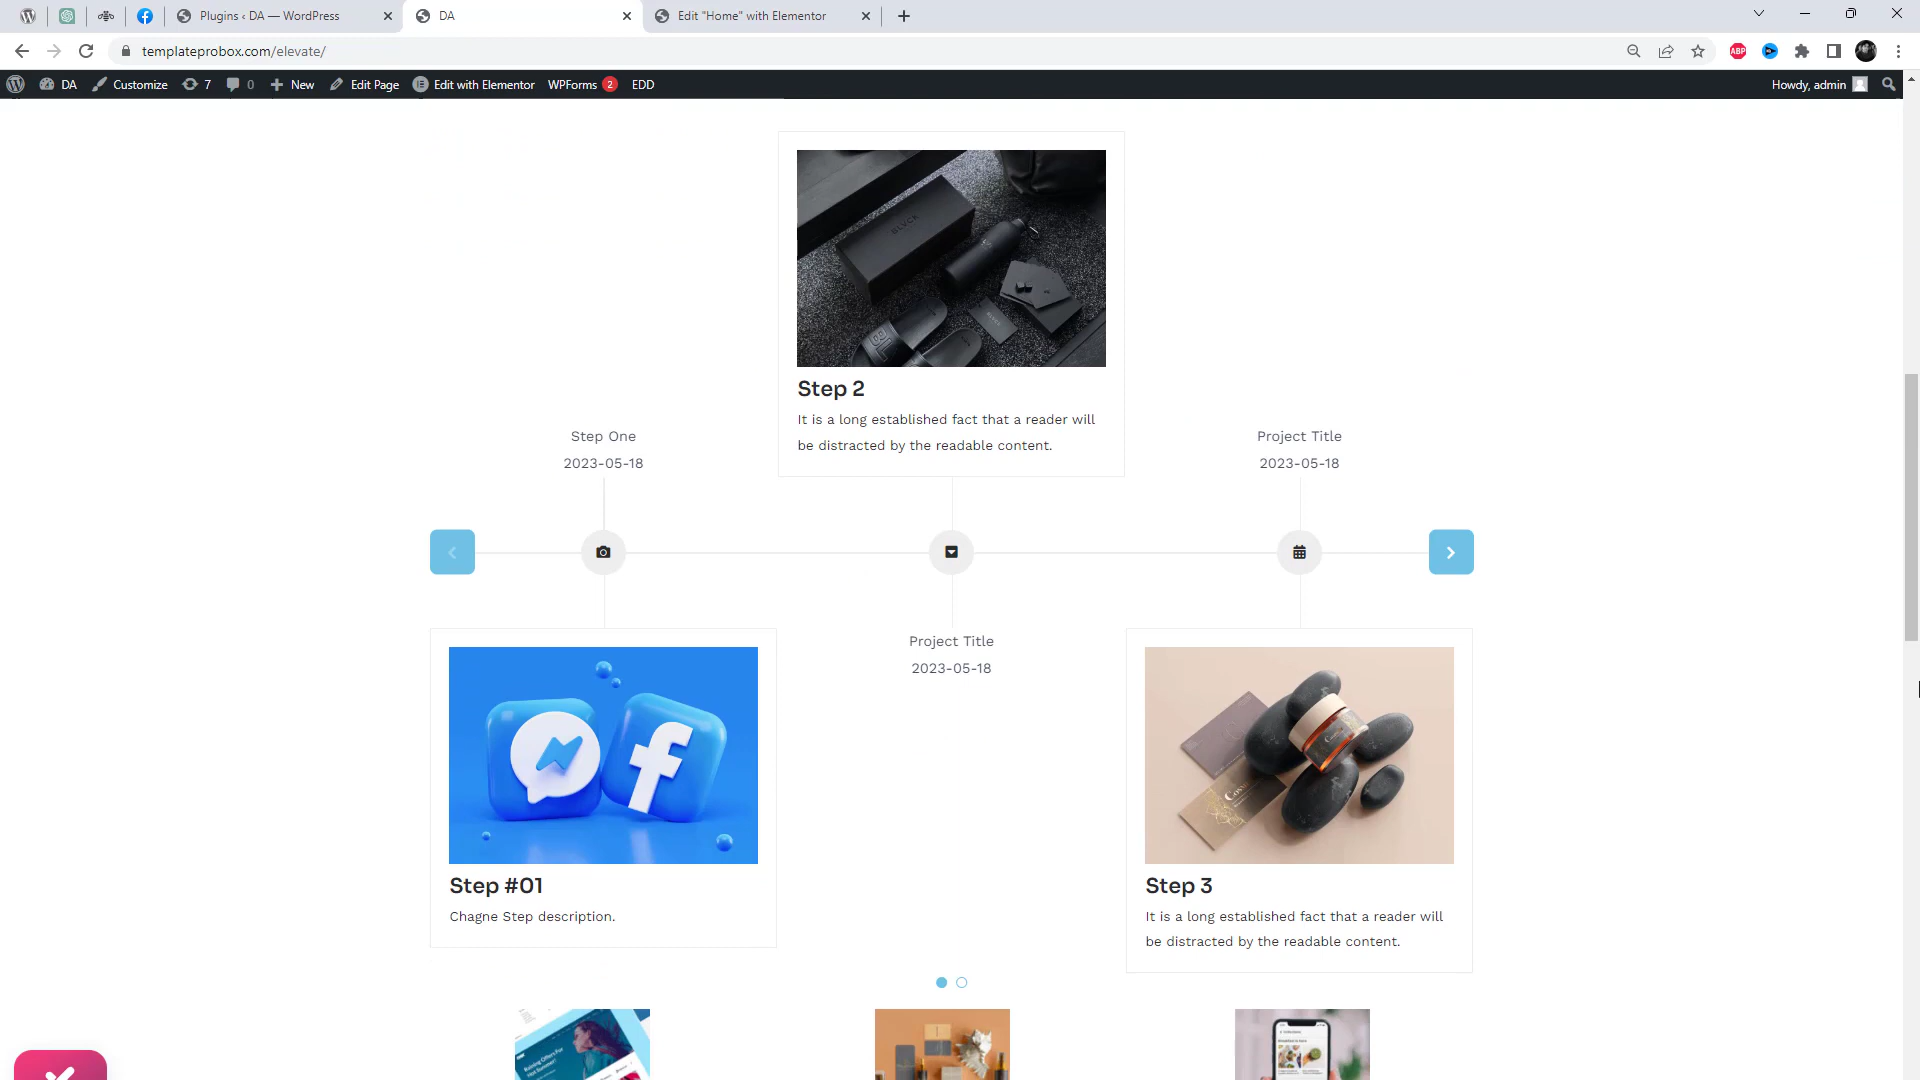 Plugins ‹ DA — WordPress
DA
Edit "Home" with Elementor
templateprobox.com/elevate/
ABP
DA
Customize
7
0
New
Edit Page
Edit with Elementor
WPForms 2
EDD
Howdy, admin
BLVCK
Step 2
It is a long established fact that a reader will
be distracted by the readable content.
Step One
2023-05-18
Project Title
2023-05-18
Project Title
2023-05-18
Step #01
Chagne Step description.
Step 3
It is a long established fact that a reader will
be distracted by the readable content.